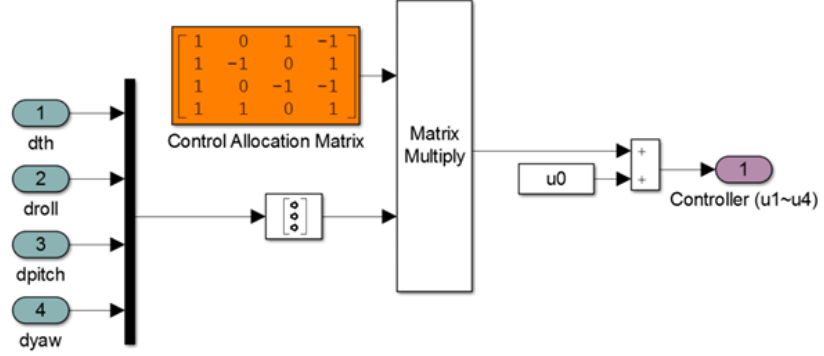 1 0 1 -1
1 -1 0 1
1 0 -1 -1
1 1 0 1
Control Allocation Matrix
1
dth
2
droll
3
dpitch
4
dyaw
Matrix
Multiply
u0
+
+
1
Controller (u1~u4)